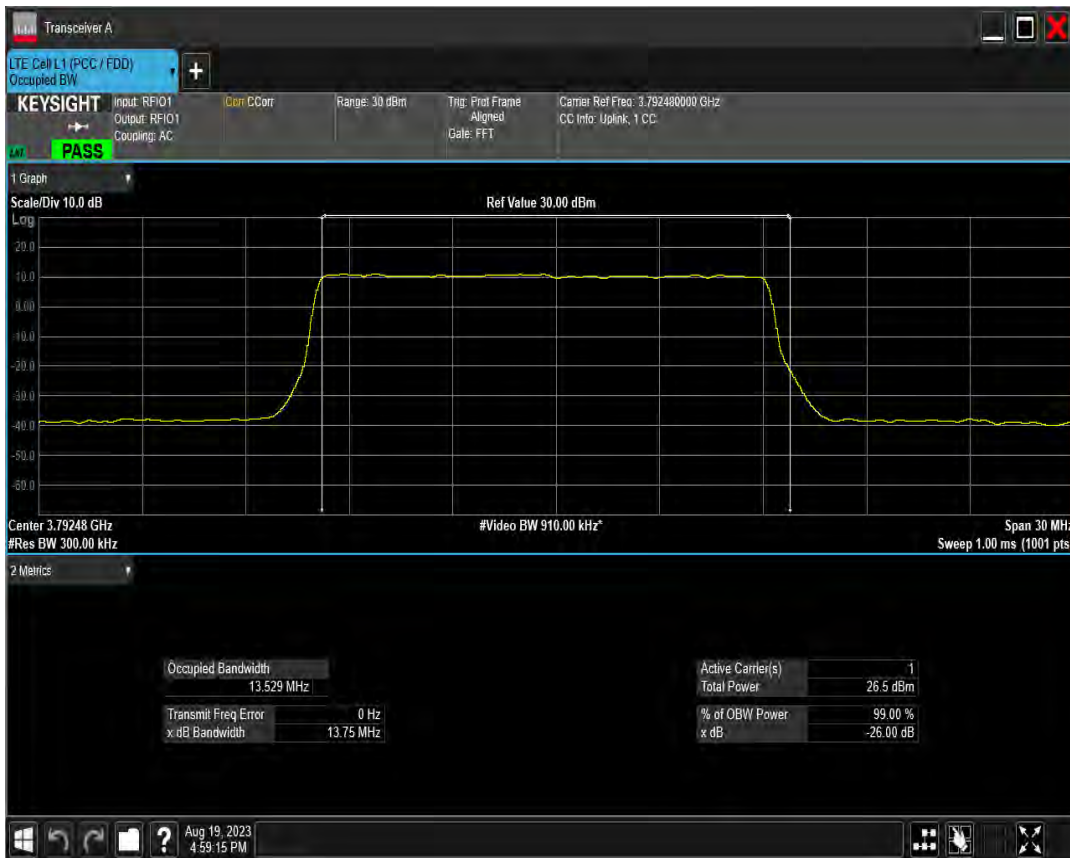 Transceiver A
LTE Cell L1 (PCC / FDD)
Occupied BW
+
KEYSIGHT
Input: RFIO1
Output: RFIO1
Coupling: AC
PASS
Corr CCorr
Range: 30 dBm
Trig: Prot Frame
Aligned
Gate: FFT
Carrier Ref Freq: 3.792480000 GHz
CC Info: Uplink, 1 CC
1 Graph
Scale/Div 10.0 dB
Ref Value 30.00 dBm
Log
20.0
10.0
0.00
-10.0
-20.0
-30.0
-40.0
-50.0
-60.0
Center 3.79248 GHz
#Video BW 910.00 kHz*
Span 30 MHz
#Res BW 300.00 kHz
Sweep 1.00 ms (1001 pts
2 Metrics
Occupied Bandwidth
13.529 MHz
Transmit Freq Error 0 Hz
x dB Bandwidth 13.75 MHz
Active Carrier(s) 1
Total Power 26.5 dBm
% of OBW Power 99.00 %
x dB -26.00 dB
?
Aug 19, 2023
4:59:15 PM